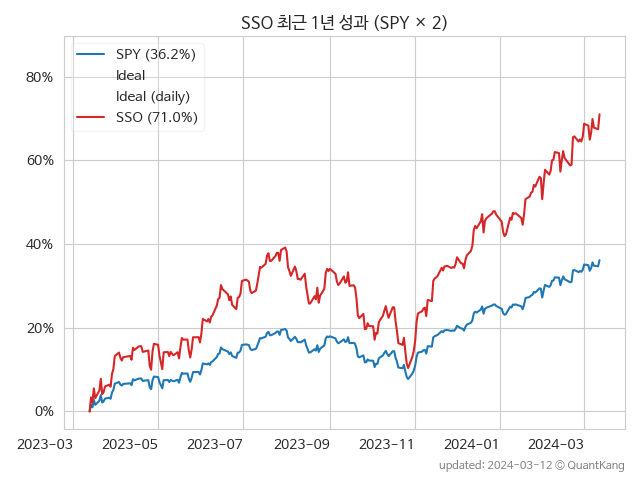 SSO 최근 1년 성과 (SPY × 2)
SPY (36.2%)
Ideal
Ideal (daily)
SSO (71.0%)
80%
60%
40%
20%
0%
2023-03 2023-05 2023-07 2023-09 2023-11 2024-01 2024-03
updated: 2024-03-12 © QuantKang